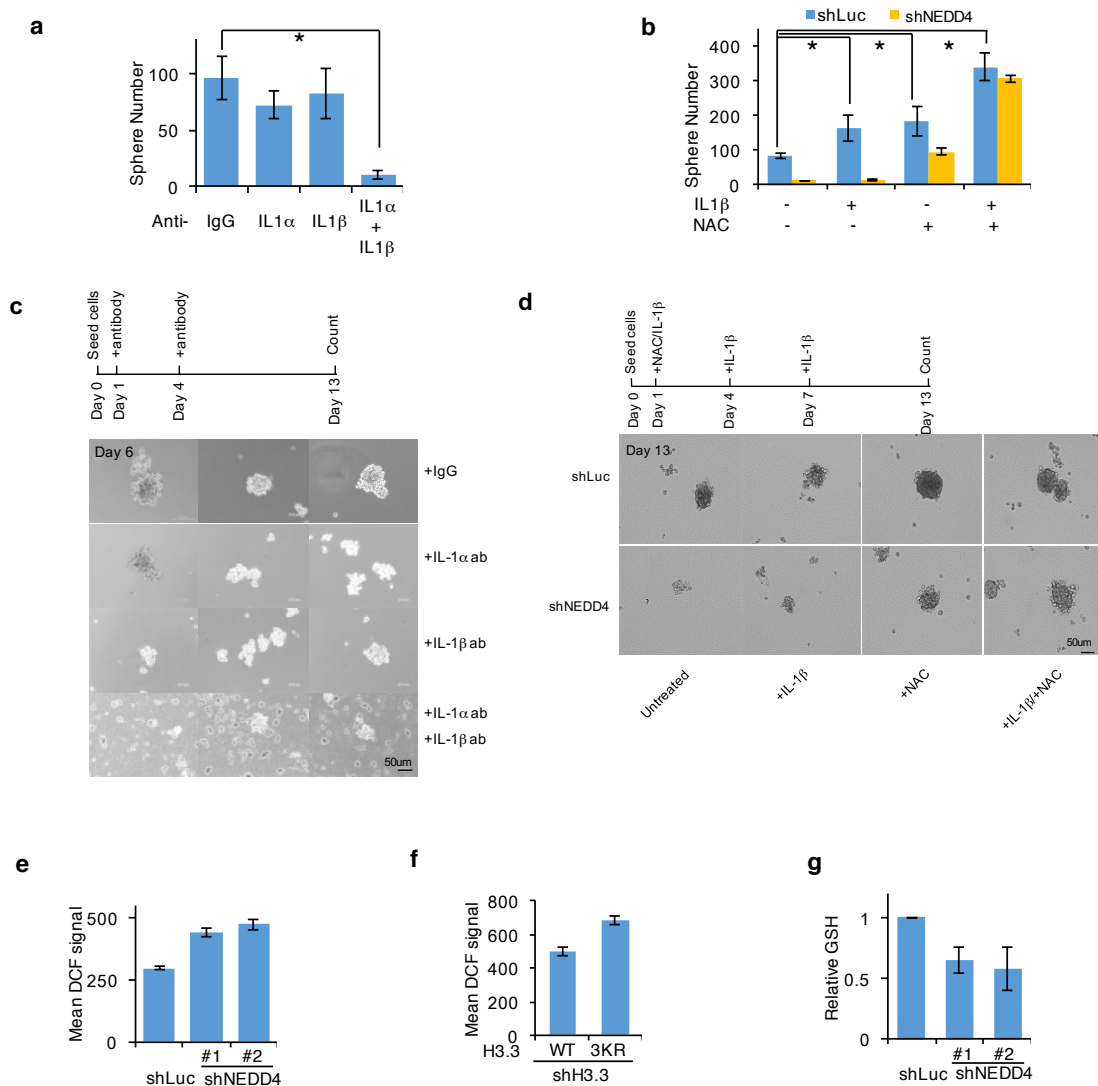 a
*
Sphere Number
100
50
0
Anti-
IgG
IL1α
IL1β
IL1α
+
IL1β
b
shLuc
shNEDD4
* * *
Sphere Number
400
300
200
100
0
IL1β - + - +
NAC - - + +
c
Seed cells
+antibody
+antibody
Count
Day 0
Day 1
Day 4
Day 13
Day 6
+IgG
+IL-1α ab
+IL-1β ab
+IL-1α ab
+IL-1β ab
50um
d
Seed cells
+NAC/IL-1β
+IL-1β
+IL-1β
Count
Day 0
Day 1
Day 4
Day 7
Day 13
Day 13
shLuc
shNEDD4
50um
Untreated
+IL-1β
+NAC
+IL-1β/+NAC
e
Mean DCF signal
500
250
0
#1 #2
shLuc shNEDD4
f
Mean DCF signal
800
600
400
200
0
H3.3 WT 3KR
shH3.3
g
Relative GSH
1
0.5
0
#1 #2
shLuc shNEDD4